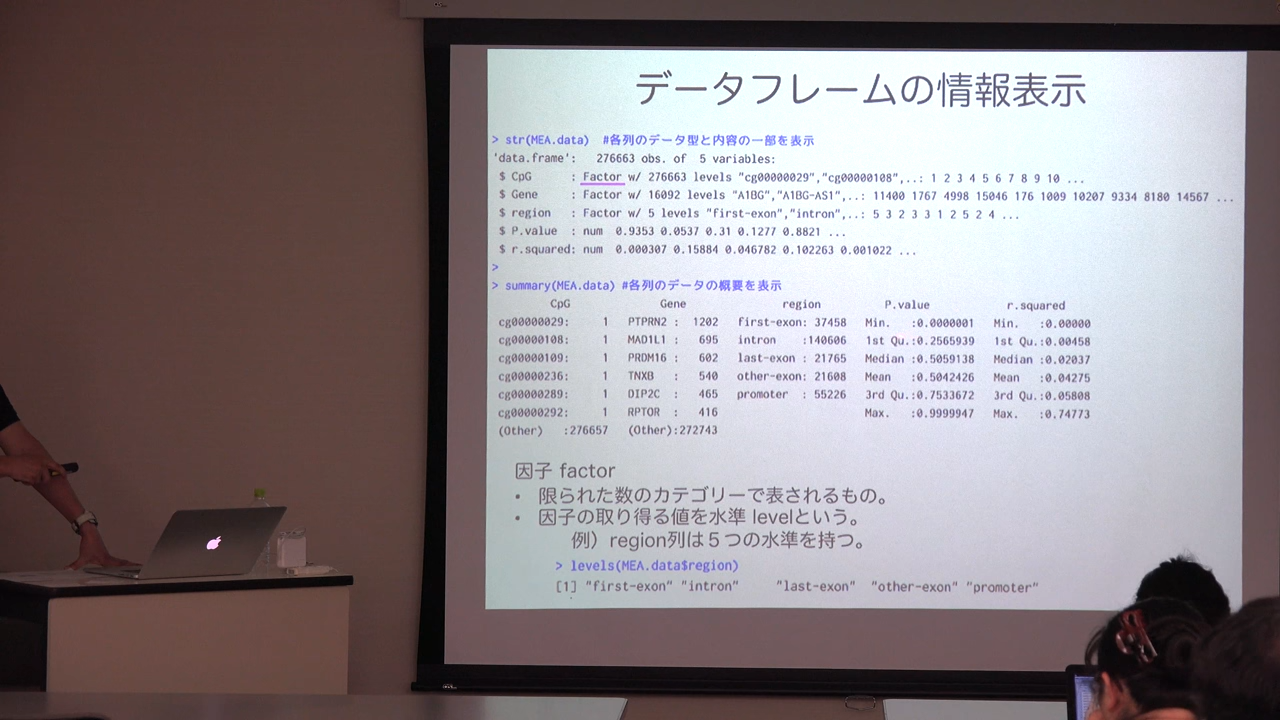 データフレームの情報表示
> str(MEA.data)  #各列のデータ型と内容の一部を表示
'data.frame':   276663 obs. of  5 variables:
$ CpG      : Factor w/ 276663 levels "cg00000029","cg00000108",..: 1 2 3 4 5 6 7 8 9 10 ...
$ Gene     : Factor w/ 16092 levels "A1BG","A1BG-AS1",..: 11400 1767 4998 15046 176 1009 10207 9334 8180 14567 ...
$ region   : Factor w/ 5 levels "first-exon","intron",..: 5 3 2 3 3 1 2 5 2 4 ...
$ P.value  : num  0.9353 0.0537 0.31 0.1277 0.8821 ...
$ r.squared: num  0.000307 0.15884 0.046782 0.102263 0.001022 ...
>
> summary(MEA.data) #各列のデータの概要を表示
CpG Gene region P.value r.squared
cg00000029:     1   PTPRN2 :  1202   first-exon: 37458   Min.   :0.0000001   Min.   :0.00000
cg00000108:     1   MAD1L1 :   695   intron    :140606   1st Qu.:0.2565939   1st Qu.:0.00458
cg00000109:     1   PRDM16 :   602   last-exon : 21765   Median :0.5059138   Median :0.02037
cg00000236:     1   TNXB   :   540   other-exon: 21608   Mean   :0.5042426   Mean   :0.04275
cg00000289:     1   DIP2C  :   465   promoter  : 55226   3rd Qu.:0.7533672   3rd Qu.:0.05808
cg00000292:     1   RPTOR  :   416   Max.   :0.9999947   Max.   :0.74773
(Other)   :276657   (Other):272743
因子 factor
• 限られた数のカテゴリーで表されるもの。
• 因子の取り得る値を水準 levelという。
例）region列は５つの水準を持つ。
> levels(MEA.data$region)
[1] "first-exon" "intron"     "last-exon"  "other-exon" "promoter"